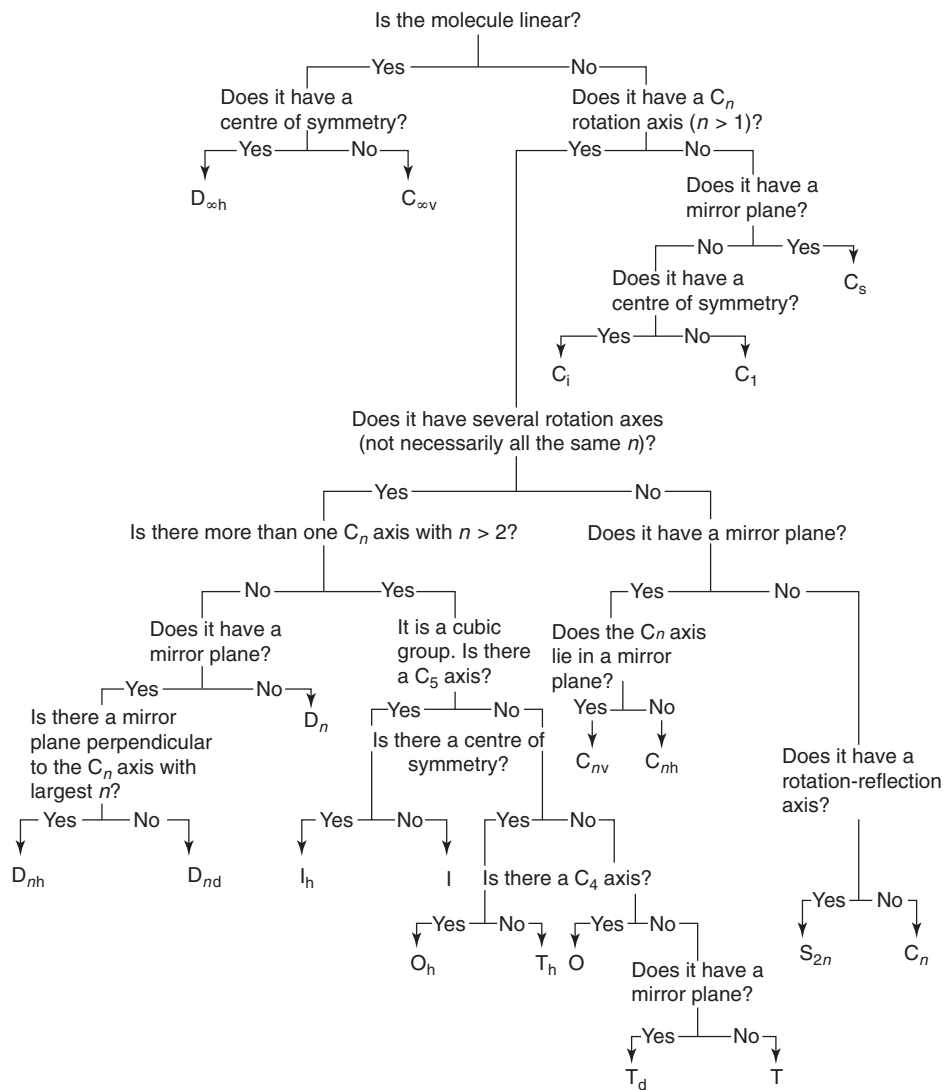 Is the molecule linear?
Yes No
Does it have a
centre of symmetry?
Does it have a Cn
rotation axis (n > 1)?
Yes No
Yes No
D∞h C∞v
Does it have a
mirror plane?
No Yes
Cs
Does it have a
centre of symmetry?
Yes No
Ci C1
Does it have several rotation axes
(not necessarily all the same n)?
Yes No
Is there more than one Cn axis with n > 2?
Does it have a mirror plane?
No Yes
Yes No
Does it have a
mirror plane?
It is a cubic
group. Is there
a C5 axis?
Does the Cn axis
lie in a mirror
plane?
Yes No
Dn
Yes No
Yes No
Cnv Cnh
Is there a mirror
plane perpendicular
to the Cn axis with
largest n?
Is there a centre of
symmetry?
Does it have a
rotation-reflection
axis?
Yes No
Dnh Dnd
Yes No
Ih I
Yes No
Is there a C4 axis?
Yes No
Oh Th
Yes No
O
Yes No
S2n Cn
Does it have a
mirror plane?
Yes No
Td T